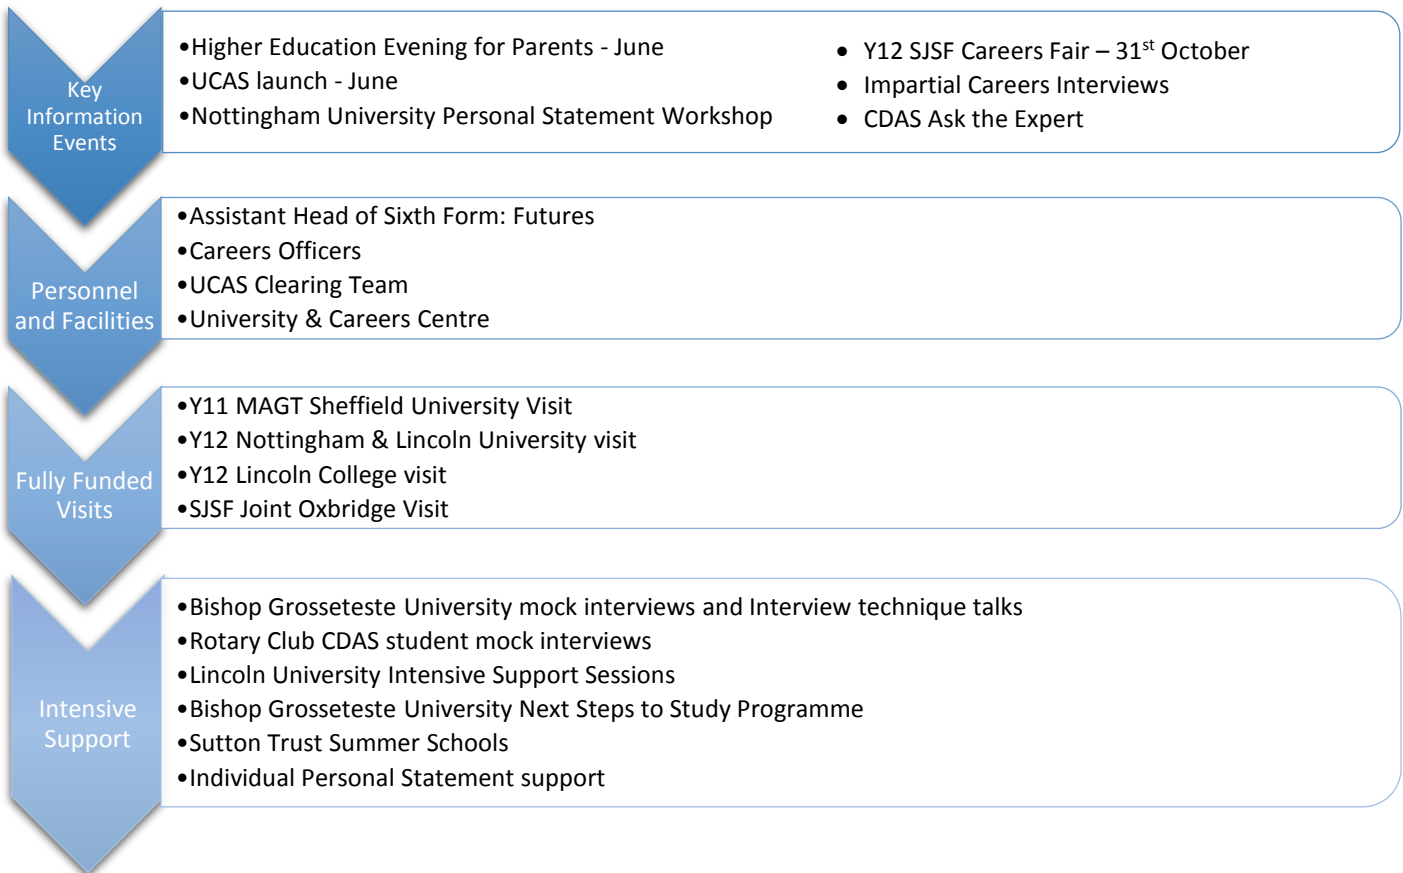 Key
Information
Events
•Higher Education Evening for Parents - June
•UCAS launch - June
•Nottingham University Personal Statement Workshop
• Y12 SJSF Careers Fair – 31st October
• Impartial Careers Interviews
• CDAS Ask the Expert
Personnel
and Facilities
•Assistant Head of Sixth Form: Futures
•Careers Officers
•UCAS Clearing Team
•University & Careers Centre
Fully Funded
Visits
•Y11 MAGT Sheffield University Visit
•Y12 Nottingham & Lincoln University visit
•Y12 Lincoln College visit
•SJSF Joint Oxbridge Visit
Intensive
Support
•Bishop Grosseteste University mock interviews and Interview technique talks
•Rotary Club CDAS student mock interviews
•Lincoln University Intensive Support Sessions
•Bishop Grosseteste University Next Steps to Study Programme
•Sutton Trust Summer Schools
•Individual Personal Statement support